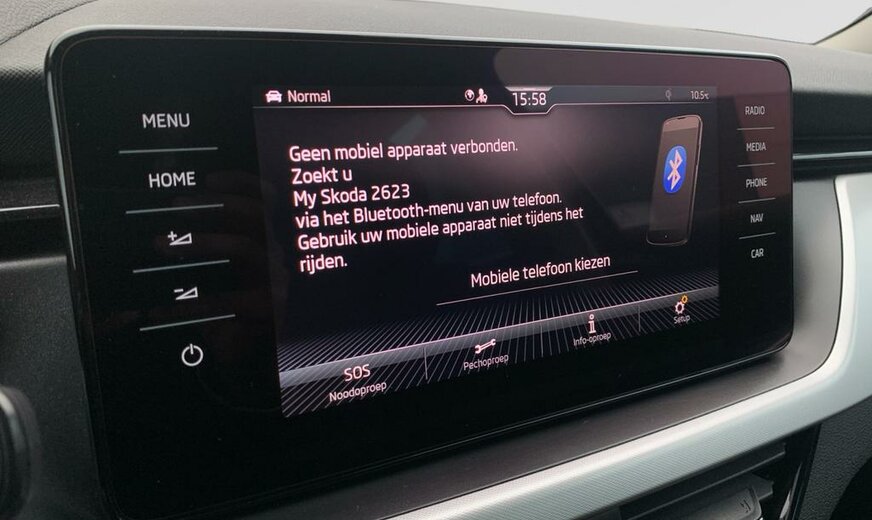 MENU
HOME
Normal
15:58
10.5°C
Geen mobiel apparaat verbonden.
Zoekt u
My Skoda 2623
via het Bluetooth-menu van uw telefoon.
Gebruik uw mobiele apparaat niet tijdens het
rijden.
Mobiele telefoon kiezen
SOS
Noodoproep
Pechoproep
Info-oproep
Setup
RADIO
MEDIA
PHONE
NAV
CAR